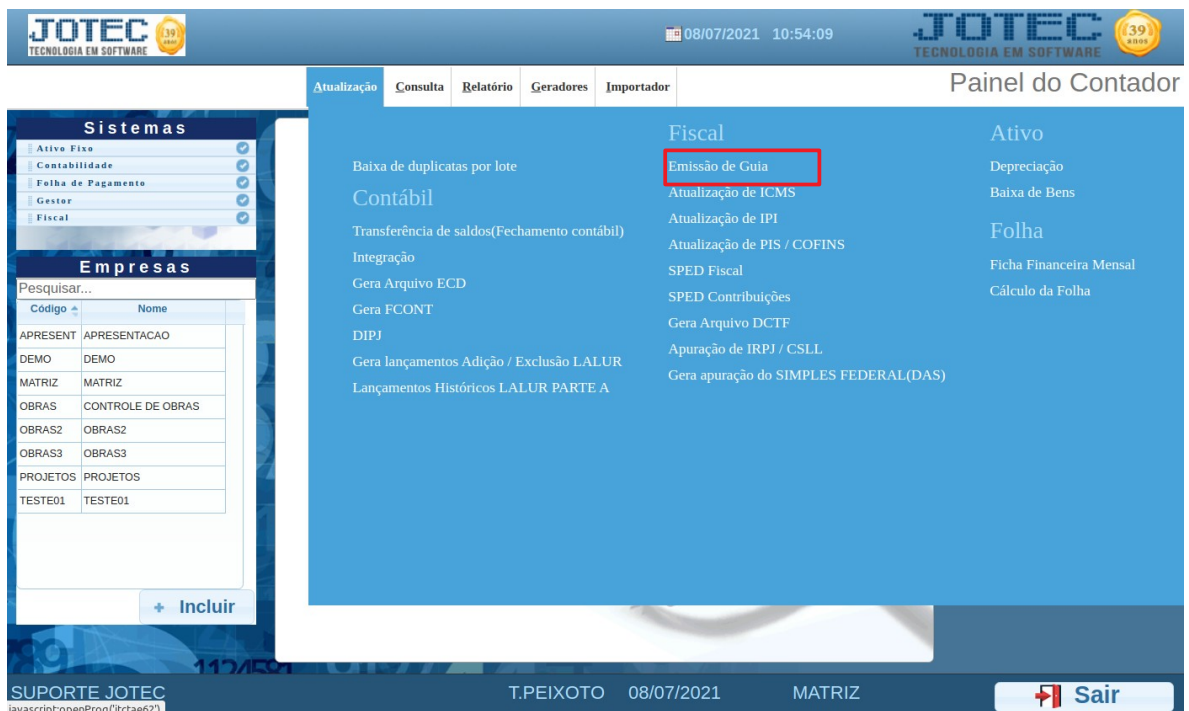 JOTEC
TECNOLOGIA EM SOFTWARE
39
anos
08/07/2021 10:54:09
JOTEC
TECNOLOGIA EM SOFTWARE
39
anos
Atualização Consulta Relatório Geradores Importador
Painel do Contador
Sistemas
Ativo Fixo
Contabilidade
Folha de Pagamento
Gestor
Fiscal
Empresas
Pesquisar...
Código Nome
APRESENT APRESENTACAO
DEMO DEMO
MATRIZ MATRIZ
OBRAS CONTROLE DE OBRAS
OBRAS2 OBRAS2
OBRAS3 OBRAS3
PROJETOS PROJETOS
TESTE01 TESTE01
+ Incluir
Baixa de duplicatas por lote
Contábil
Transferência de saldos(Fechamento contábil)
Integração
Gera Arquivo ECD
Gera FCONT
DIPJ
Gera lançamentos Adição / Exclusão LALUR
Lançamentos Históricos LALUR PARTE A
Fiscal
Emissão de Guia
Atualização de ICMS
Atualização de IPI
Atualização de PIS / COFINS
SPED Fiscal
SPED Contribuições
Gera Arquivo DCTF
Apuração de IRPJ / CSLL
Gera apuração do SIMPLES FEDERAL(DAS)
Ativo
Depreciação
Baixa de Bens
Folha
Ficha Financeira Mensal
Cálculo da Folha
SUPORTE JOTEC T.PEIXOTO 08/07/2021 MATRIZ Sair
javascript:openProg('jtctae62')